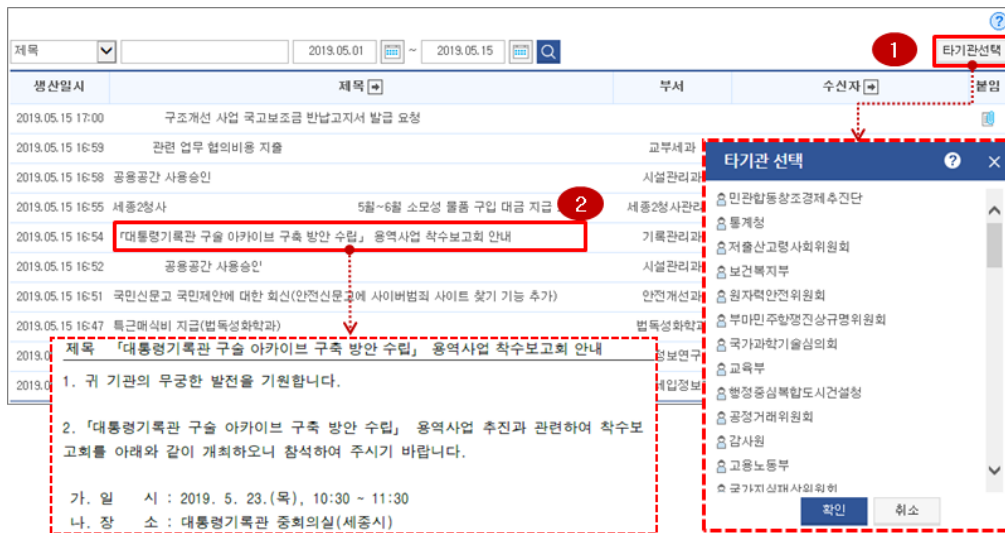 ?
제목 2019.05.01 ~ 2019.05.15 1 타기관선택
생산일시 제목 부서 수신자 붙임
2019.05.15 17:00 구조개선 사업 국고보조금 반납고지서 발급 요청
2019.05.15 16:59 관련 업무 협의비용 지출 교부세과
2019.05.15 16:58 공용공간 사용승인 시설관리과
2019.05.15 16:55 세종2청사 5월~6월 소모성 물품 구입 대금 지급 2 세종2청사관리
2019.05.15 16:54 「대통령기록관 구술 아카이브 구축 방안 수립」 용역사업 착수보고회 안내 기록관리과
2019.05.15 16:52 공용공간 사용승인 시설관리과
2019.05.15 16:51 국민신문고 국민제안에 대한 회신(안전신문고에 사이버범죄 사이트 찾기 기능 추가) 안전개선과
2019.05.15 16:47 특근매식비 지급(법독성화학과) 법독성화학과
2019.0 정보연구
2019.0 입정보
제목 「대통령기록관 구술 아카이브 구축 방안 수립」 용역사업 착수보고회 안내
1. 귀 기관의 무궁한 발전을 기원합니다.
2.「대통령기록관 구술 아카이브 구축 방안 수립」 용역사업 추진과 관련하여 착수보
고회를 아래와 같이 개최하오니 참석하여 주시기 바랍니다.
가. 일 시 : 2019. 5. 23.(목), 10:30 ~ 11:30
나. 장 소 : 대통령기록관 중회의실(세종시)
타기관 선택 ? ×
민관합동창조경제추진단
통계청
저출산고령사회위원회
보건복지부
원자력안전위원회
부마민주항쟁진상규명위원회
국가과학기술심의회
교육부
행정중심복합도시건설청
공정거래위원회
감사원
고용노동부
국가지식재산위원회
확인 취소